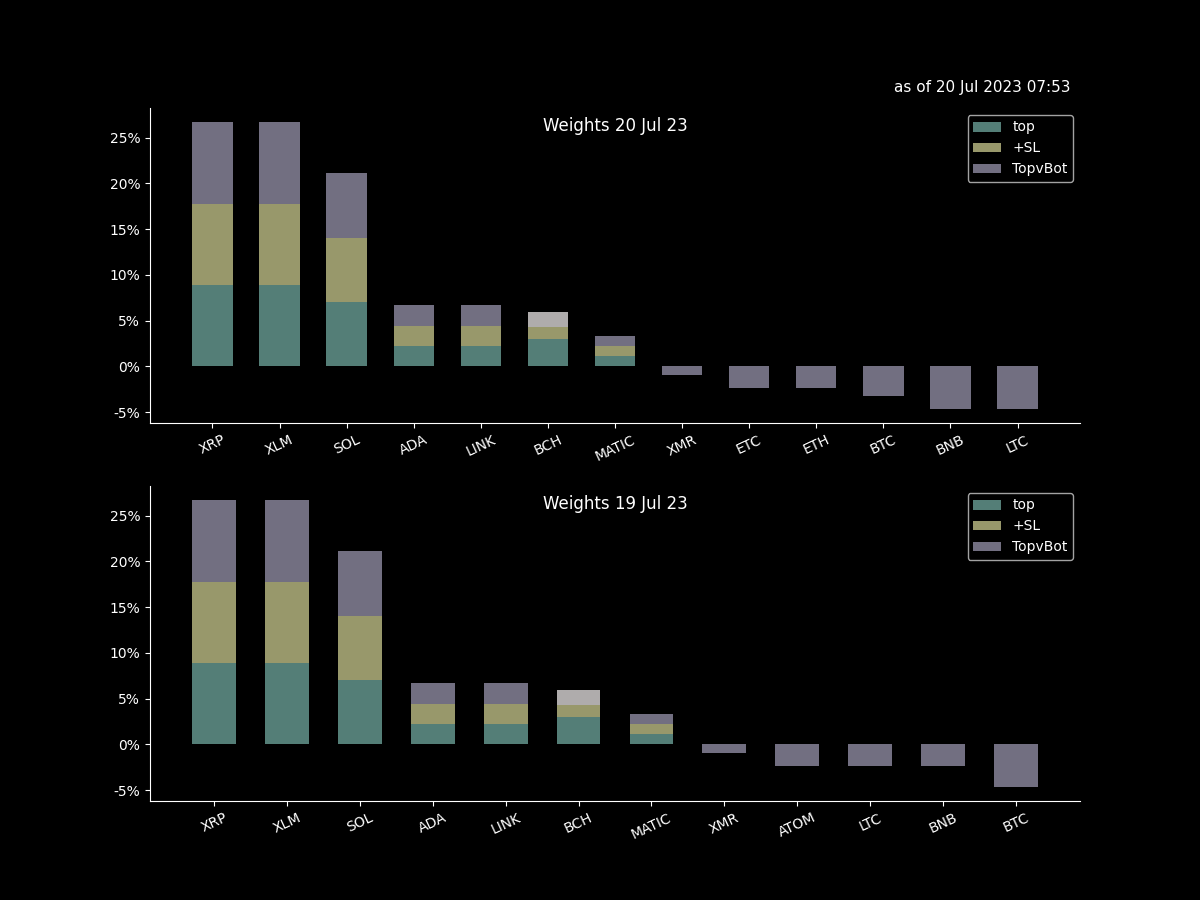 as of 20 Jul 2023 07:53
Weights 20 Jul 23
top
+SL
TopvBot
25%
20%
15%
10%
5%
0%
-5%
XRP XLM SOL ADA LINK BCH MATIC XMR ETC ETH BTC BNB LTC
Weights 19 Jul 23
top
+SL
TopvBot
25%
20%
15%
10%
5%
0%
-5%
XRP XLM SOL ADA LINK BCH MATIC XMR ATOM LTC BNB BTC